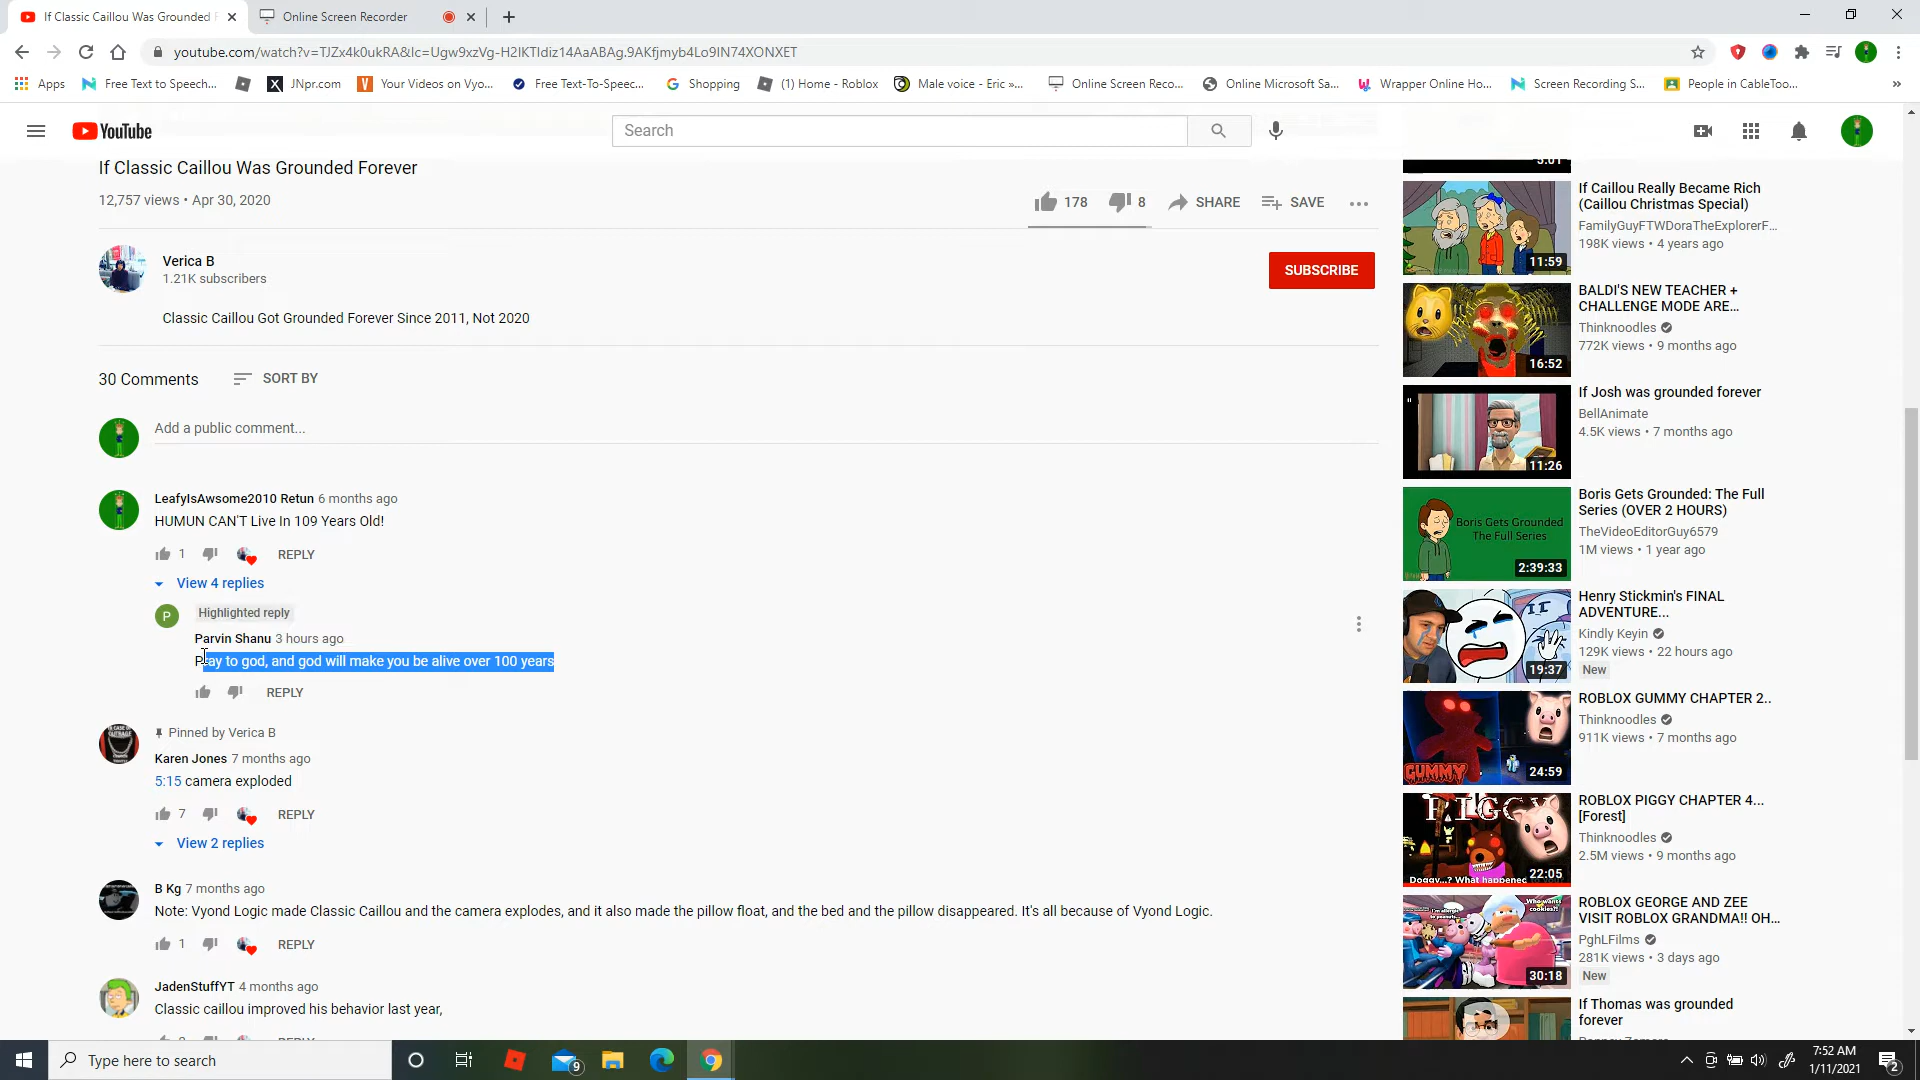 If Classic Caillou Was Grounded F
Online Screen Recorder
youtube.com/watch?v=TJZx4k0ukRA&lc=Ugw9xzVg-H2IKTIdiz14AaABAg.9AKfjmyb4Lo9IN74XONXET
Apps
Free Text to Speech...
JNpr.com
Your Videos on Vyo...
Free Text-To-Speec...
Shopping
(1) Home - Roblox
Male voice - Eric »...
Online Screen Reco...
Online Microsoft Sa...
Wrapper Online Ho...
Screen Recording S...
People in CableToo...
»
YouTube
Search
If Classic Caillou Was Grounded Forever
12,757 views • Apr 30, 2020
178
8
SHARE
SAVE
Verica B
1.21K subscribers
SUBSCRIBE
Classic Caillou Got Grounded Forever Since 2011, Not 2020
30 Comments
SORT BY
Add a public comment...
LeafyIsAwsome2010 Retun 6 months ago
HUMUN CAN'T Live In 109 Years Old!
1
REPLY
View 4 replies
P
Highlighted reply
Parvin Shanu 3 hours ago
Pray to god, and god will make you be alive over 100 years
REPLY
Pinned by Verica B
Karen Jones 7 months ago
5:15 camera exploded
7
REPLY
View 2 replies
B Kg 7 months ago
Note: Vyond Logic made Classic Caillou and the camera explodes, and it also made the pillow float, and the bed and the pillow disappeared. It's all because of Vyond Logic.
1
REPLY
JadenStuffYT 4 months ago
Classic caillou improved his behavior last year,
If Caillou Really Became Rich
(Caillou Christmas Special)
FamilyGuyFTWDoraTheExplorerF...
198K views • 4 years ago
11:59
BALDI'S NEW TEACHER +
CHALLENGE MODE ARE...
Thinknoodles
772K views • 9 months ago
16:52
If Josh was grounded forever
BellAnimate
4.5K views • 7 months ago
11:26
Boris Gets Grounded
The Full Series
Boris Gets Grounded: The Full
Series (OVER 2 HOURS)
TheVideoEditorGuy6579
1M views • 1 year ago
2:39:33
Henry Stickmin's FINAL
ADVENTURE...
Kindly Keyin
129K views • 22 hours ago
New
19:37
ROBLOX GUMMY CHAPTER 2..
Thinknoodles
911K views • 7 months ago
GUMMY
24:59
ROBLOX PIGGY CHAPTER 4...
[Forest]
Thinknoodles
2.5M views • 9 months ago
PIGGY
Doggy...? What happened
22:05
ROBLOX GEORGE AND ZEE
VISIT ROBLOX GRANDMA!! OH...
PghLFilms
281K views • 3 days ago
New
Who wants
cookies?!
30:18
If Thomas was grounded
forever
Type here to search
9
7:52 AM
1/11/2021
2